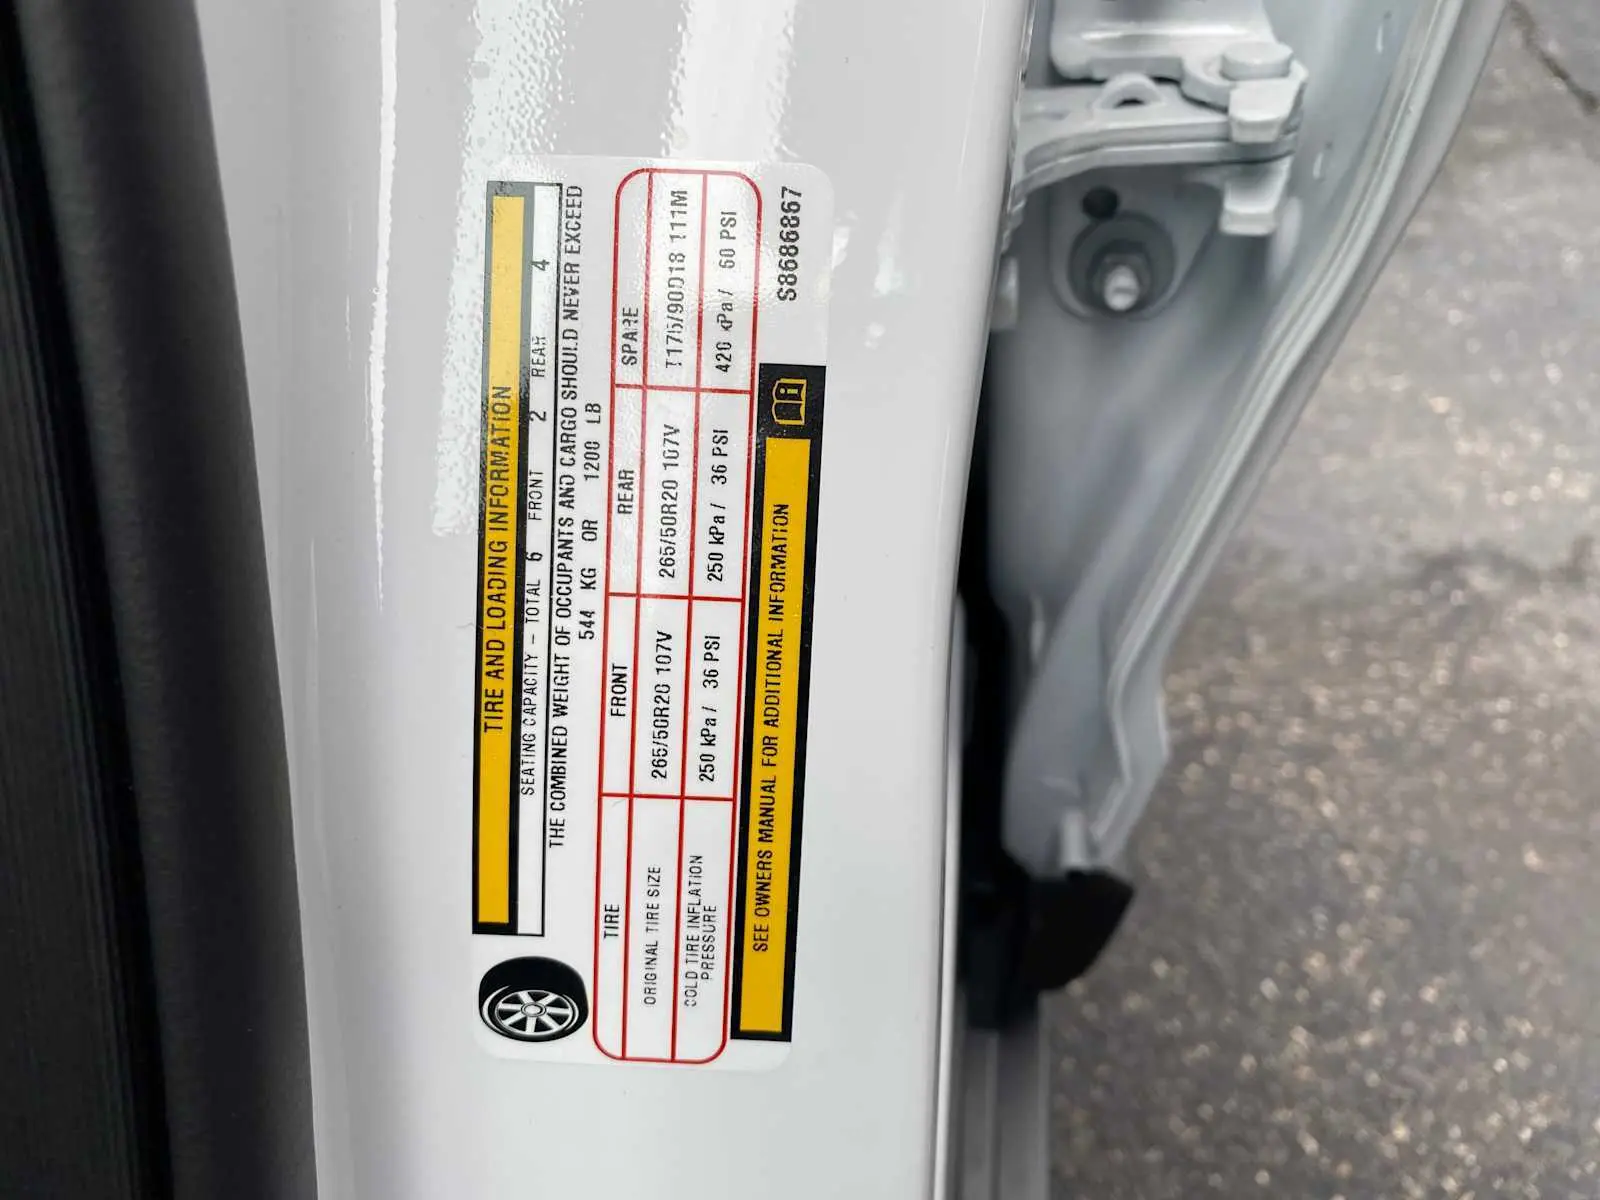 TIRE AND LOADING INFORMATION
SEATING CAPACITY - TOTAL 6 FRONT 2 REAR 4
THE COMBINED WEIGHT OF OCCUPANTS AND CARGO SHOULD NEVER EXCEED
544 KG OR 1200 LB
TIRE FRONT REAR SPARE
ORIGINAL TIRE SIZE 265/50R20 107V 265/50R20 107V T175/90D18 111M
COLD TIRE INFLATION
PRESSURE 250 kPa / 36 PSI 250 kPa / 36 PSI 420 kPa / 60 PSI
SEE OWNERS MANUAL FOR ADDITIONAL INFORMATION
S8686867